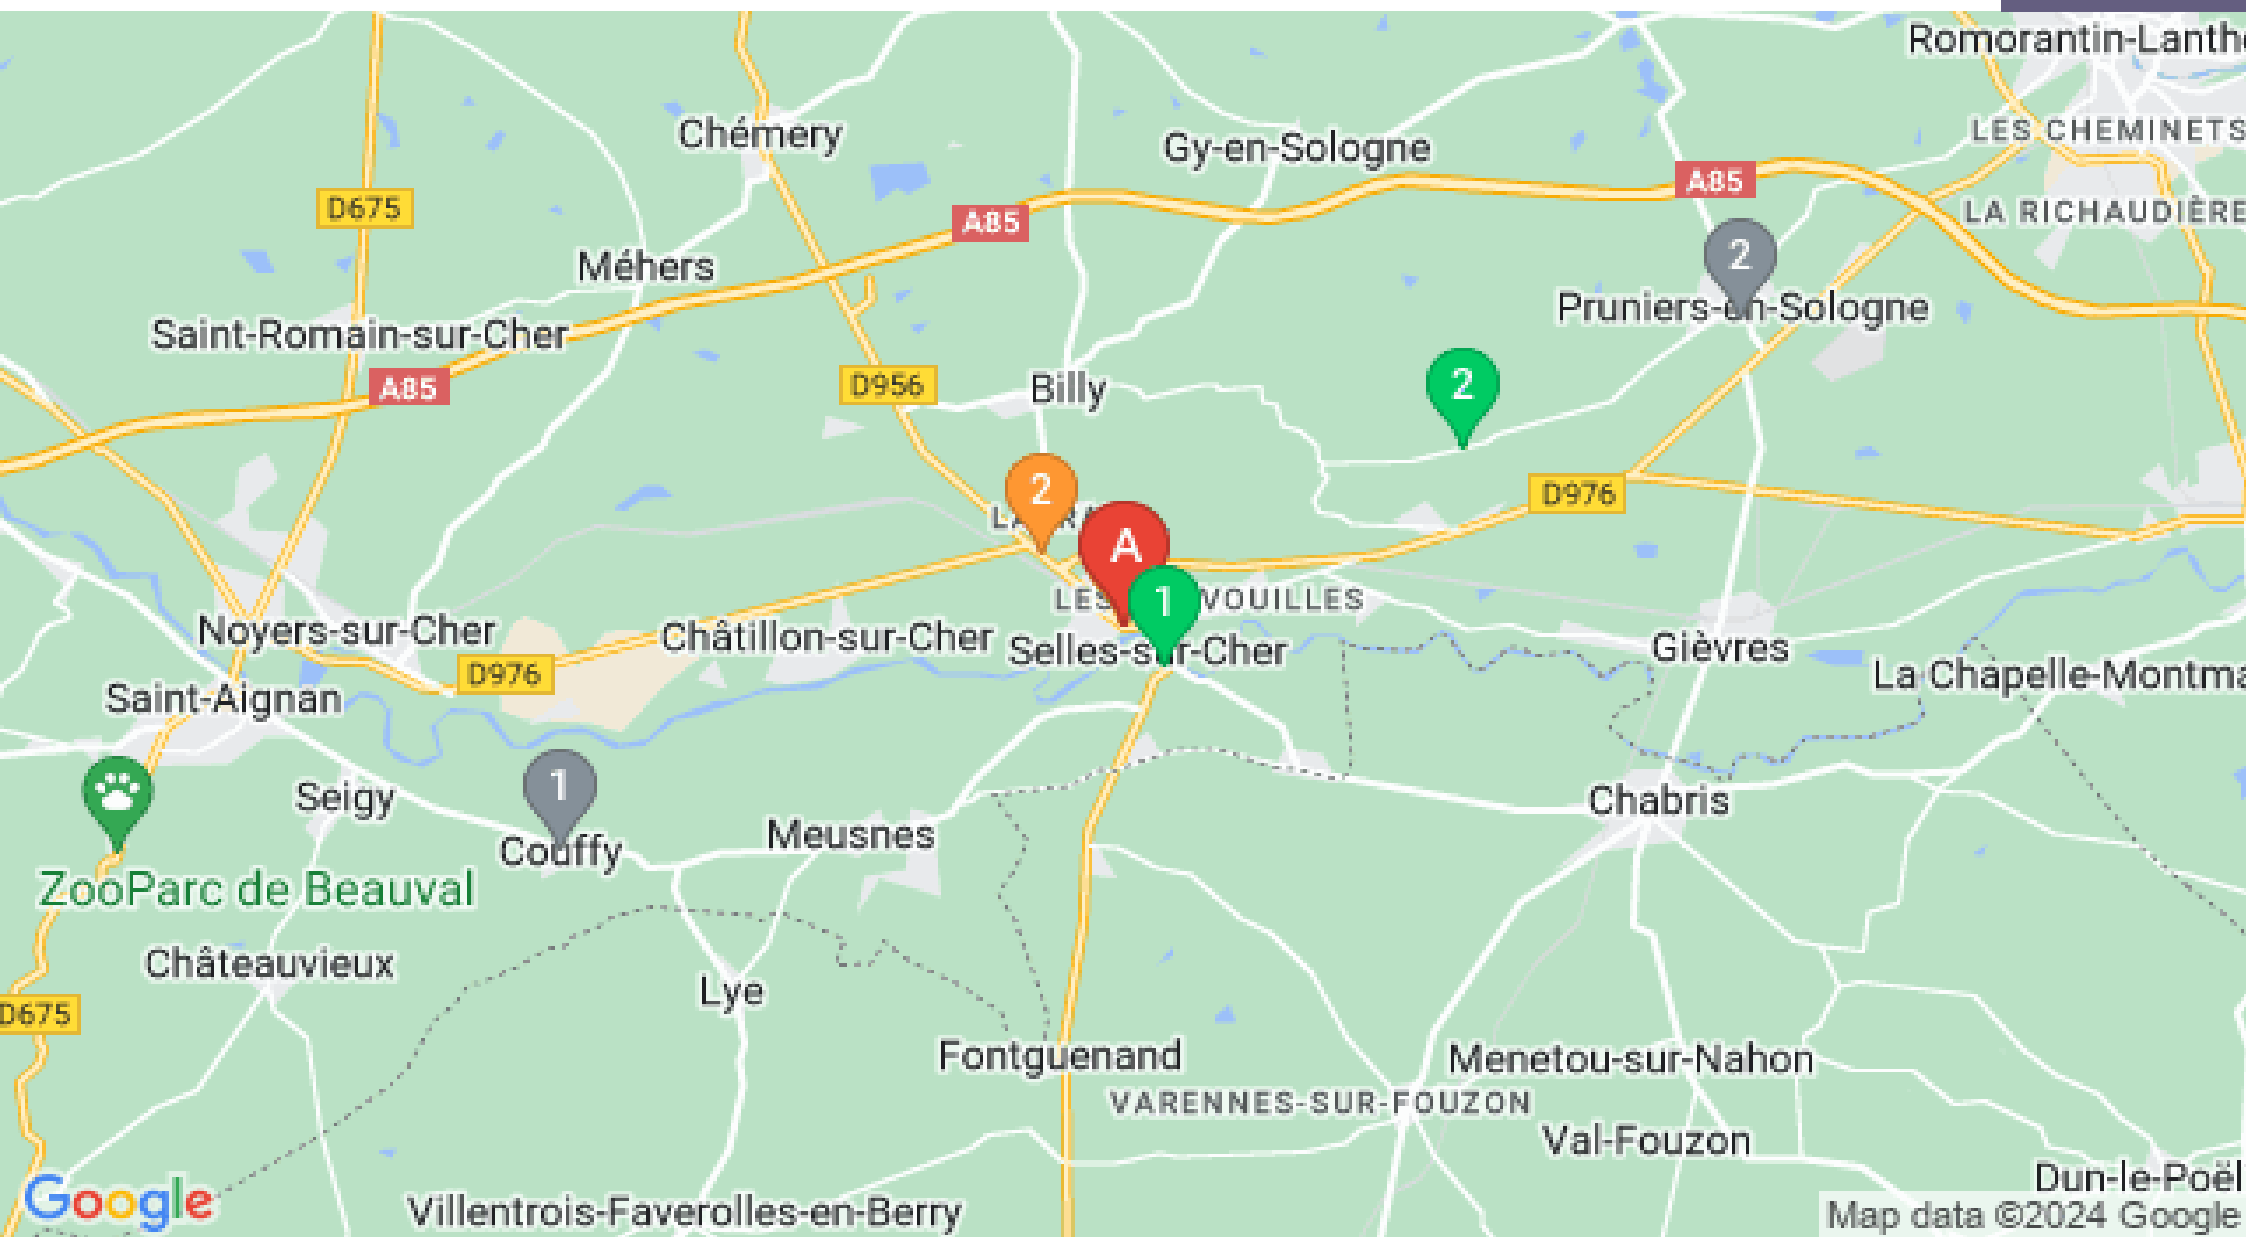 Romorantin-Lanth
Chémery
LES CHEMINETS
Gy-en-Sologne
A85
D675
LA RICHAUDIÈRE
A85
2
Méhers
Pruniers-en-Sologne
Saint-Romain-sur-Cher
A85
D956
Billy
2
2
D976
A
1
LES
VOUILLES
Noyers-sur-Cher
Châtillon-sur-Cher
Selles-sur-Cher
Gièvres
D976
La Chapelle-Montma
Saint-Aignan
1
Seigy
Chabris
Meusnes
Couffy
ZooParc de Beauval
Châteauvieux
Lye
D675
Fontguenand
Menetou-sur-Nahon
VARENNES-SUR-FOUZON
Val-Fouzon
Dun-le-Poël
Google
Villentrois-Faverolles-en-Berry
Map data ©2024 Google